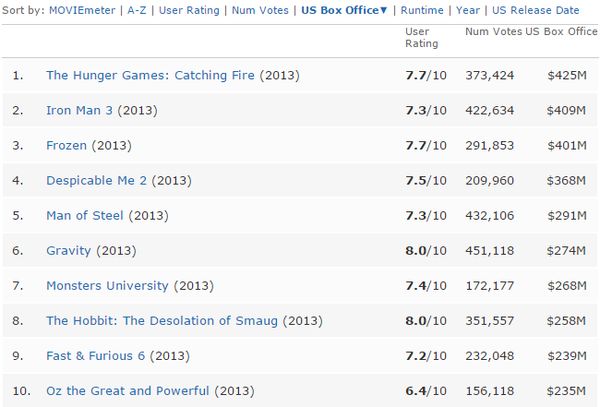 Sort by: MOVIEmeter | A-Z | User Rating | Num Votes | US Box Office▼ | Runtime | Year | US Release Date
User Rating Num Votes US Box Office
1. The Hunger Games: Catching Fire (2013) 7.7/10 373,424 $425M
2. Iron Man 3 (2013) 7.3/10 422,634 $409M
3. Frozen (2013) 7.7/10 291,853 $401M
4. Despicable Me 2 (2013) 7.5/10 209,960 $368M
5. Man of Steel (2013) 7.3/10 432,106 $291M
6. Gravity (2013) 8.0/10 451,118 $274M
7. Monsters University (2013) 7.4/10 172,177 $268M
8. The Hobbit: The Desolation of Smaug (2013) 8.0/10 351,557 $258M
9. Fast & Furious 6 (2013) 7.2/10 232,048 $239M
10. Oz the Great and Powerful (2013) 6.4/10 156,118 $235M